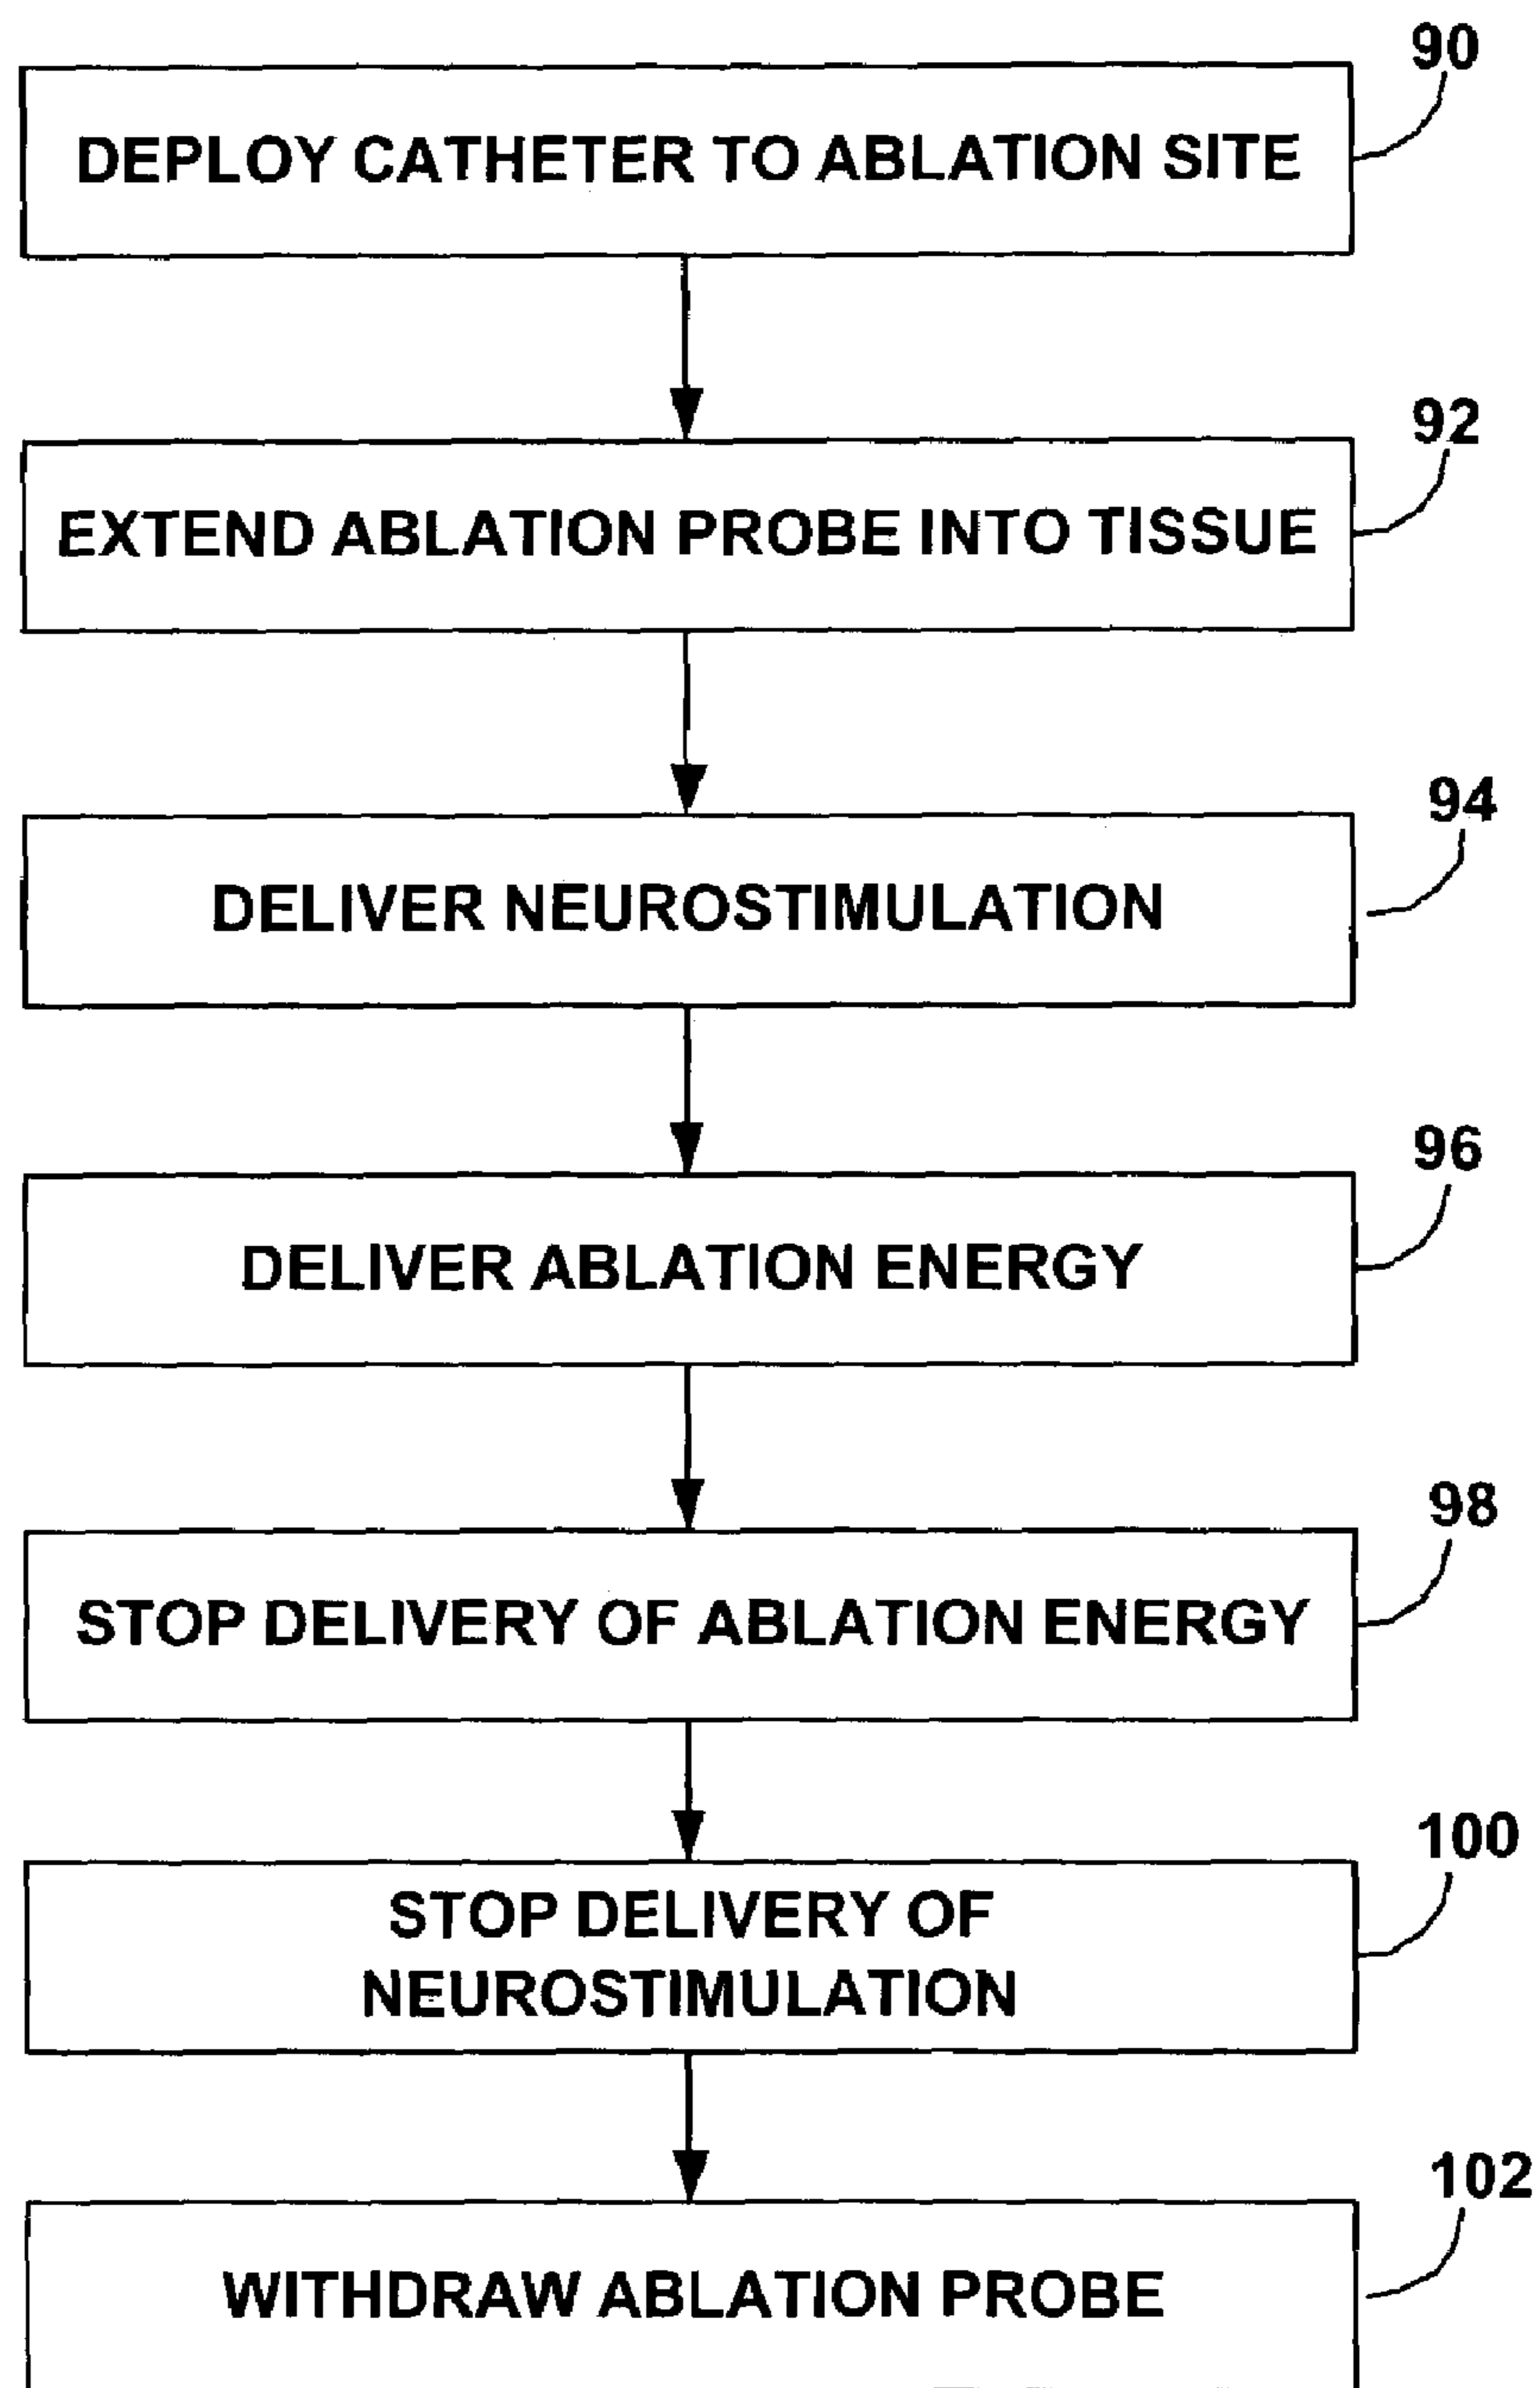 90
DEPLOY CATHETER TO ABLATION SITE
92
EXTEND ABLATION PROBE INTO TISSUE
94
DELIVER NEUROSTIMULATION
96
DELIVER ABLATION ENERGY
98
STOP DELIVERY OF ABLATION ENERGY
100
STOP DELIVERY OF
NEUROSTIMULATION
102
WITHDRAW ABLATION PROBE